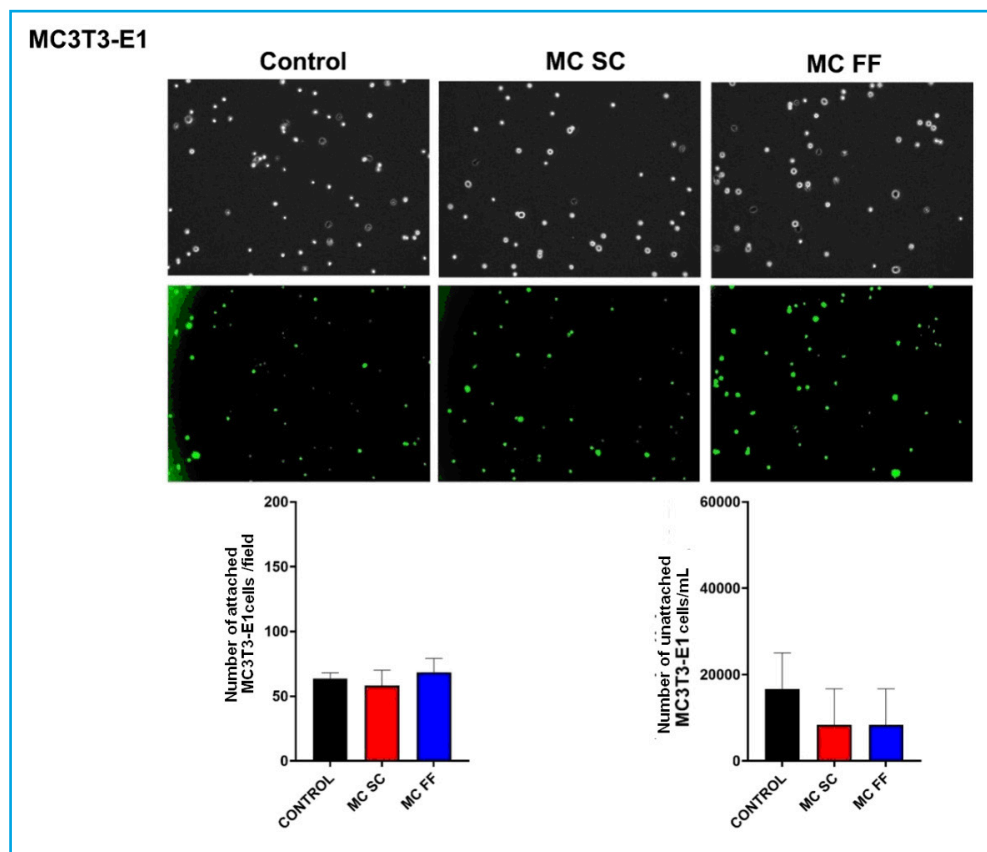 MC3T3-E1
Control
MC SC
MC FF
Number of attached
MC3T3-E1cells /field
200
150
100
50
0
CONTROL
MC SC
MC FF
Number of unattached
MC3T3-E1 cells/mL
60000
40000
20000
0
CONTROL
MC SC
MC FF